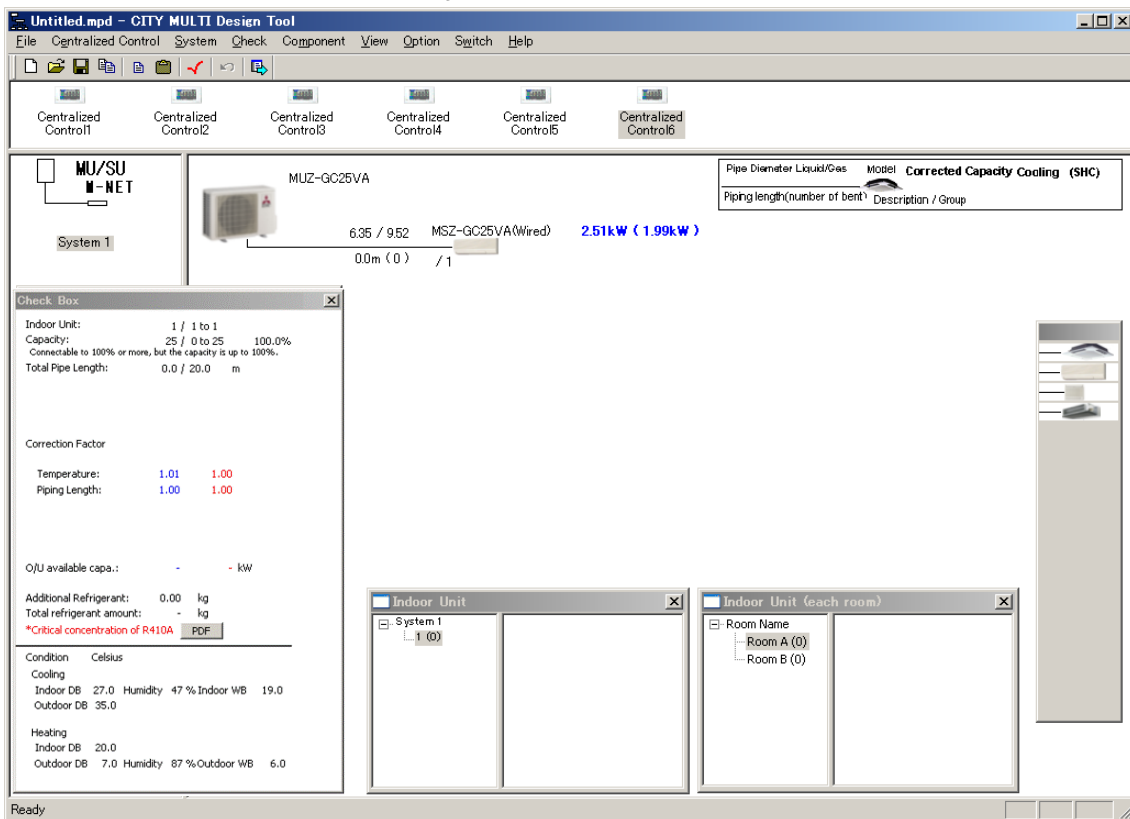 Untitled.mpd - CITY MULTI Design Tool
File Centralized Control System Check Component View Option Switch Help
Centralized Control1
Centralized Control2
Centralized Control3
Centralized Control4
Centralized Control5
Centralized Control6
MU/SU
M-NET
System 1
MUZ-GC25VA
6.35 / 9.52 MSZ-GC25VA(Wired) 2.51kW ( 1.99kW )
0.0m ( 0 ) / 1
Pipe Diameter Liquid/Gas Model Corrected Capacity Cooling (SHC)
Piping length(number of bent) Description / Group
Check Box
Indoor Unit: 1 / 1 to 1
Capacity: 25 / 0 to 25 100.0%
Connectable to 100% or more, but the capacity is up to 100%.
Total Pipe Length: 0.0 / 20.0 m
Correction Factor
Temperature: 1.01 1.00
Piping Length: 1.00 1.00
O/U available capa.: - - kW
Additional Refrigerant: 0.00 kg
Total refrigerant amount: - kg
*Critical concentration of R410A PDF
Condition Celsius
Cooling
Indoor DB 27.0 Humidity 47 % Indoor WB 19.0
Outdoor DB 35.0
Heating
Indoor DB 20.0
Outdoor DB 7.0 Humidity 87 % Outdoor WB 6.0
Indoor Unit
System 1
1 (0)
Indoor Unit (each room)
Room Name
Room A (0)
Room B (0)
Ready